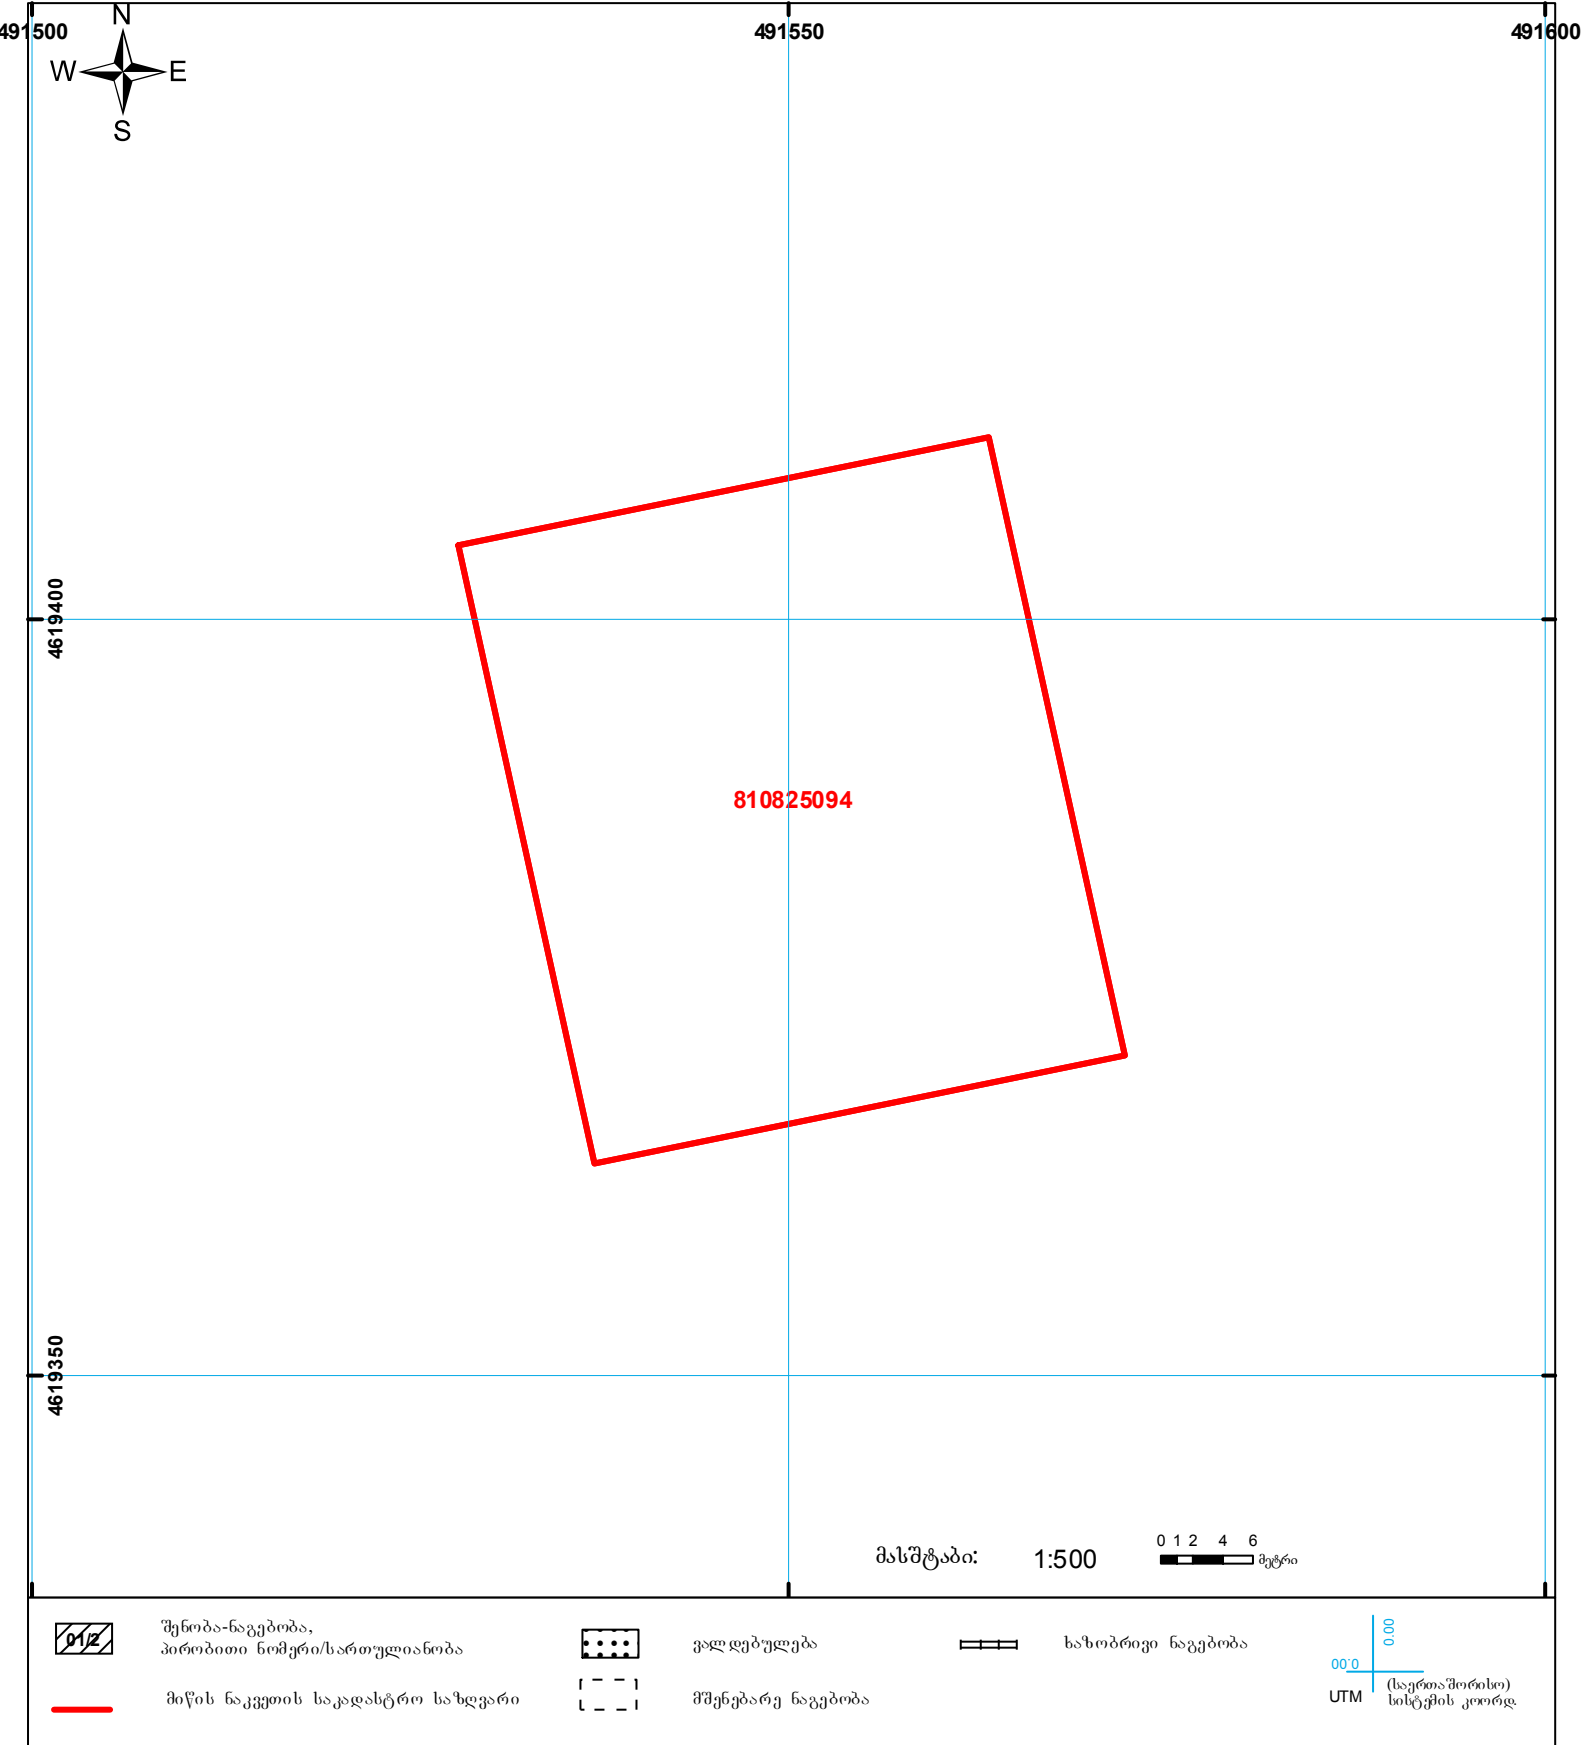 491500 491550 491600
N
W E
S
4619400
810825094
4619350
მასშტაბი: 1:500
0 1 2 4 6
მეტრი
01/2
შენობა-ნაგებობა,
პირობითი ნომერი/სართულიანობა
ვალდებულება
ხაზობრივი ნაგებობა
მიწის ნაკვეთის საკადასტრო საზღვარი
მშენებარე ნაგებობა
00.0
0.00
UTM
(საერთაშორისო)
სისტემის კოორდ.